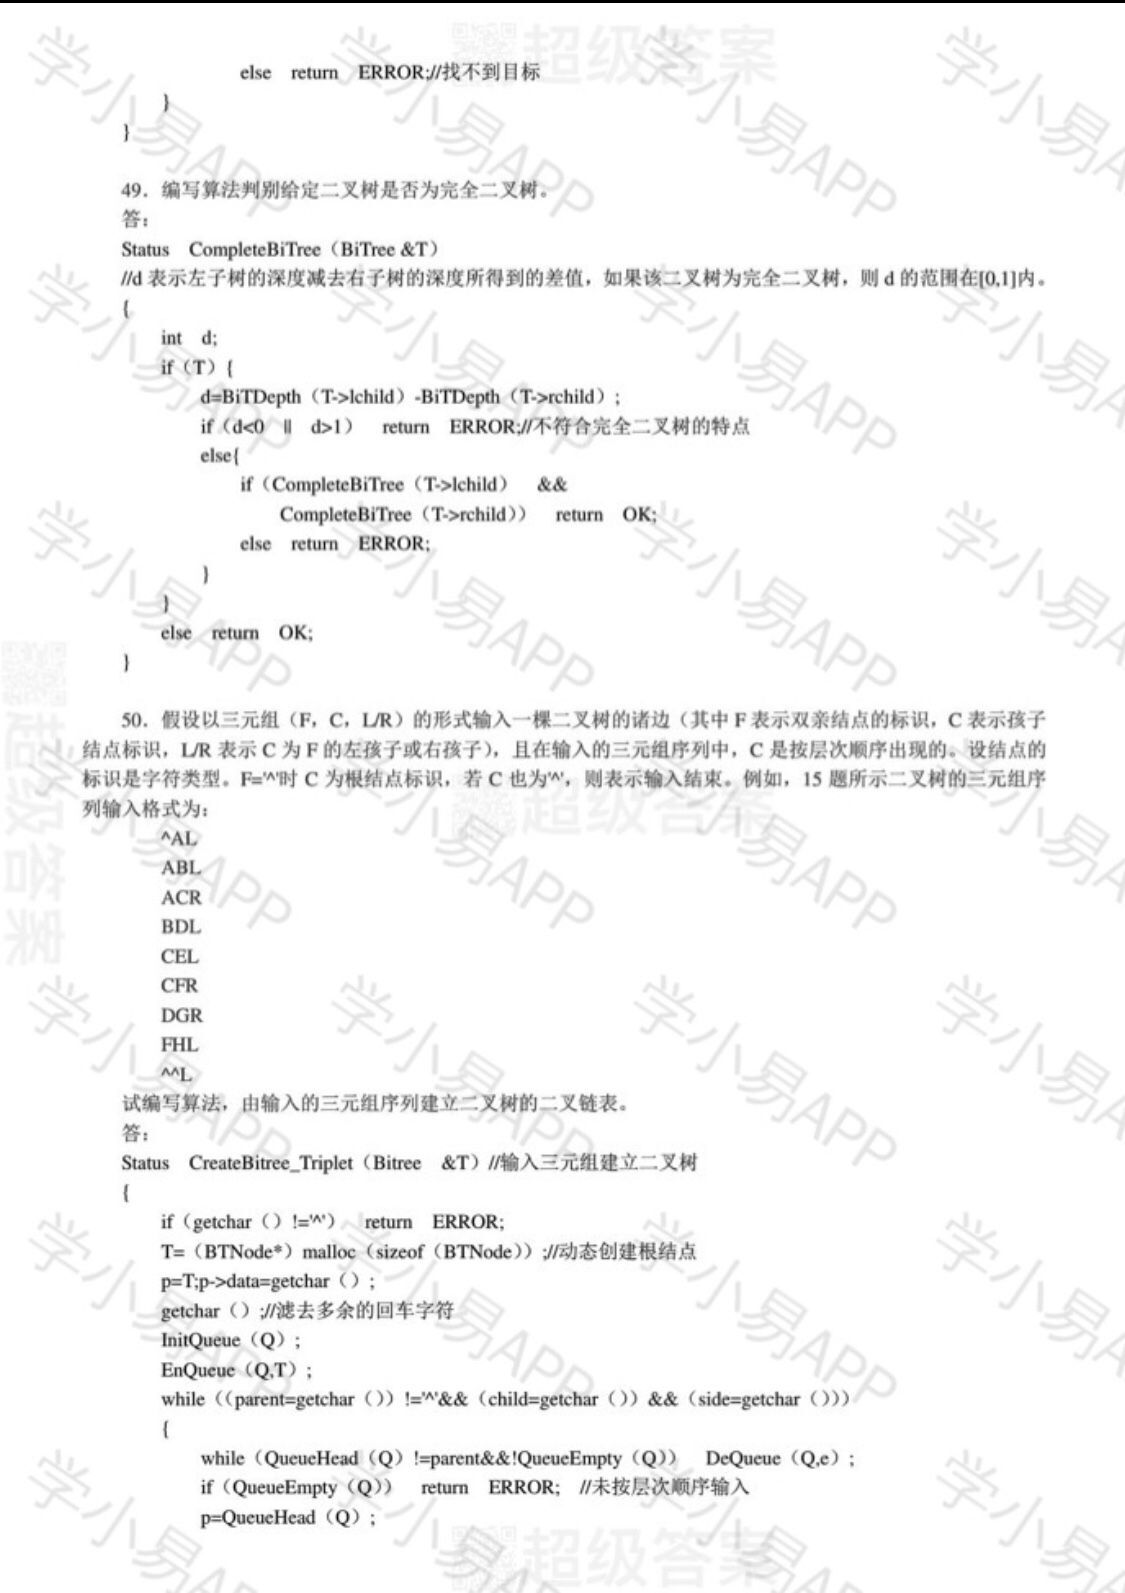 else return ERROR;//找不到目标
}
}
49．编写算法判别给定二叉树是否为完全二叉树。
答：
Status CompleteBiTree（BiTree &T）
//d 表示左子树的深度减去右子树的深度所得到的差值，如果该二叉树为完全二叉树，则 d 的范围在[0,1]内。
{
int d;
if（T）{
d=BiTDepth（T->lchild）-BiTDepth（T->rchild）;
if（d<0 || d>1） return ERROR;//不符合完全二叉树的特点
else{
if（CompleteBiTree（T->lchild） &&
CompleteBiTree（T->rchild）） return OK;
else return ERROR;
}
}
else return OK;
}
50．假设以三元组（F，C，L/R）的形式输入一棵二叉树的诸边（其中 F 表示双亲结点的标识，C 表示孩子
结点标识，L/R 表示 C 为 F 的左孩子或右孩子），且在输入的三元组序列中，C 是按层次顺序出现的。设结点的
标识是字符类型。F='^'时 C 为根结点标识，若 C 也为'^'，则表示输入结束。例如，15 题所示二叉树的三元组序
列输入格式为：
^AL
ABL
ACR
BDL
CEL
CFR
DGR
FHL
^^L
试编写算法，由输入的三元组序列建立二叉树的二叉链表。
答：
Status CreateBitree_Triplet（Bitree &T）//输入三元组建立二叉树
{
if（getchar（）!='^'） return ERROR;
T=（BTNode*）malloc（sizeof（BTNode））;//动态创建根结点
p=T;p->data=getchar（）;
getchar（）;//滤去多余的回车字符
InitQueue（Q）;
EnQueue（Q,T）;
while（(parent=getchar（））!='^'&&（child=getchar（））&&（side=getchar（）））
{
while（QueueHead（Q）!=parent&&!QueueEmpty（Q）） DeQueue（Q,e）;
if（QueueEmpty（Q）） return ERROR; //未按层次顺序输入
p=QueueHead（Q）;
学小易APP
超级答案